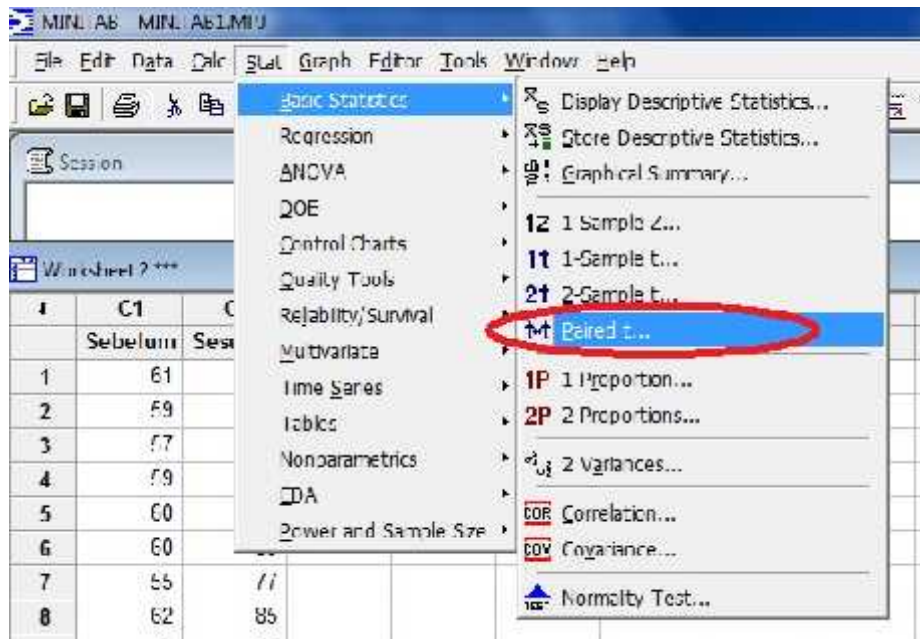 MINITAB - MINITAB1.MPJ
File Edit Data Calc Stat Graph Editor Tools Window Help
Session
Worksheet 2 ***
Basic Statistics
Regression
ANOVA
DOE
Control Charts
Quality Tools
Reliability/Survival
Multivariate
Time Series
Tables
Nonparametrics
EDA
Power and Sample Size
Display Descriptive Statistics...
Store Descriptive Statistics...
Graphical Summary...
1Z 1-Sample Z...
1t 1-Sample t...
2t 2-Sample t...
Paired t...
1P 1 Proportion...
2P 2 Proportions...
2 Variances...
COR Correlation...
COV Covariance...
Normality Test...
C1
Sebelum
1 61
2 59
3 57
4 59
5 60
6 60
7 55 77
8 62 85